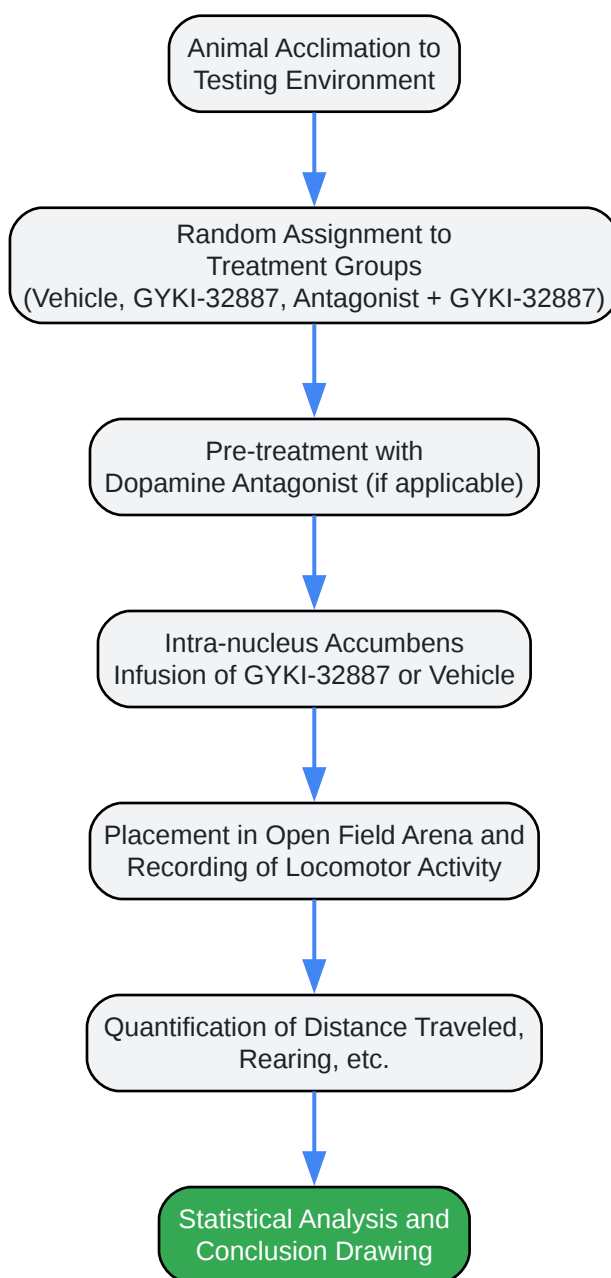 Animal Acclimation to
Testing Environment
Random Assignment to
Treatment Groups
(Vehicle, GYKI-32887, Antagonist + GYKI-32887)
Pre-treatment with
Dopamine Antagonist (if applicable)
Intra-nucleus Accumbens
Infusion of GYKI-32887 or Vehicle
Placement in Open Field Arena and
Recording of Locomotor Activity
Quantification of Distance Traveled,
Rearing, etc.
Statistical Analysis and
Conclusion Drawing